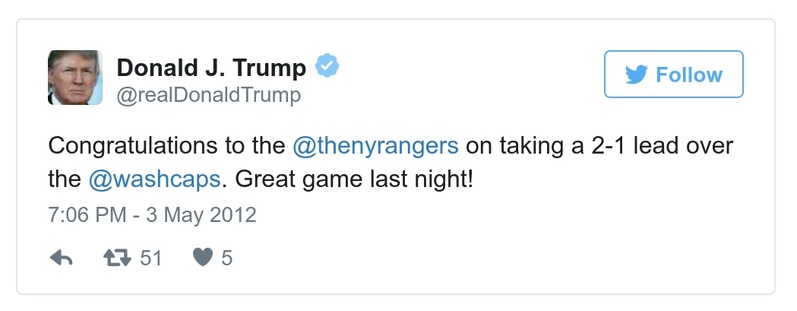 Donald J. Trump
@realDonaldTrump
Follow
Congratulations to the @thenyrangers on taking a 2-1 lead over
the @washcaps. Great game last night!
7:06 PM - 3 May 2012
51 5